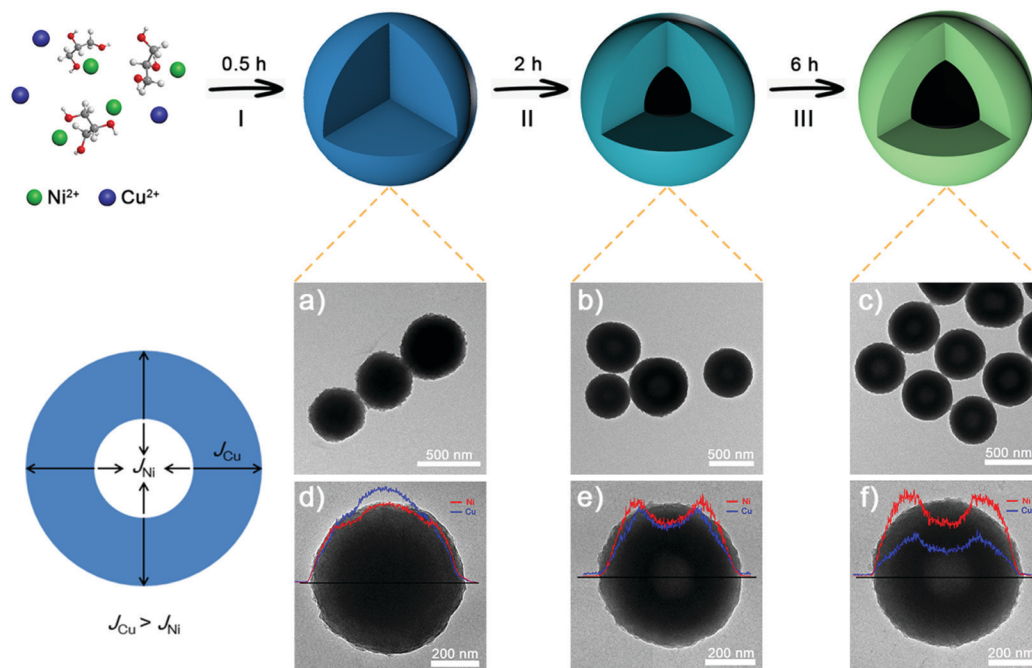 0.5 h
I
2 h
II
6 h
III
Ni²⁺
Cu²⁺
a)
500 nm
b)
500 nm
c)
500 nm
J_Cu
J_Ni
J_Cu > J_Ni
d)
Ni
Cu
200 nm
e)
Ni
Cu
200 nm
f)
Ni
Cu
200 nm